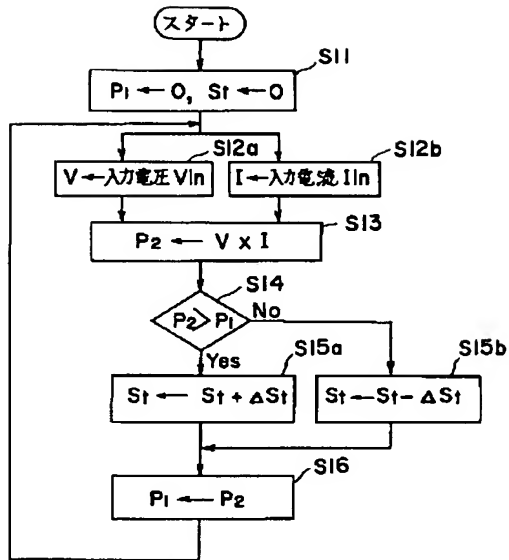 スタート
S11
P₁ ← 0, St ← 0
S12a
S12b
V ← 入力電圧 VIn
I ← 入力電流 IIn
S13
P₂ ← V x I
S14
P₂ > P₁
No
Yes
S15a
S15b
St ← St + ΔSt
St ← St - ΔSt
S16
P₁ ← P₂